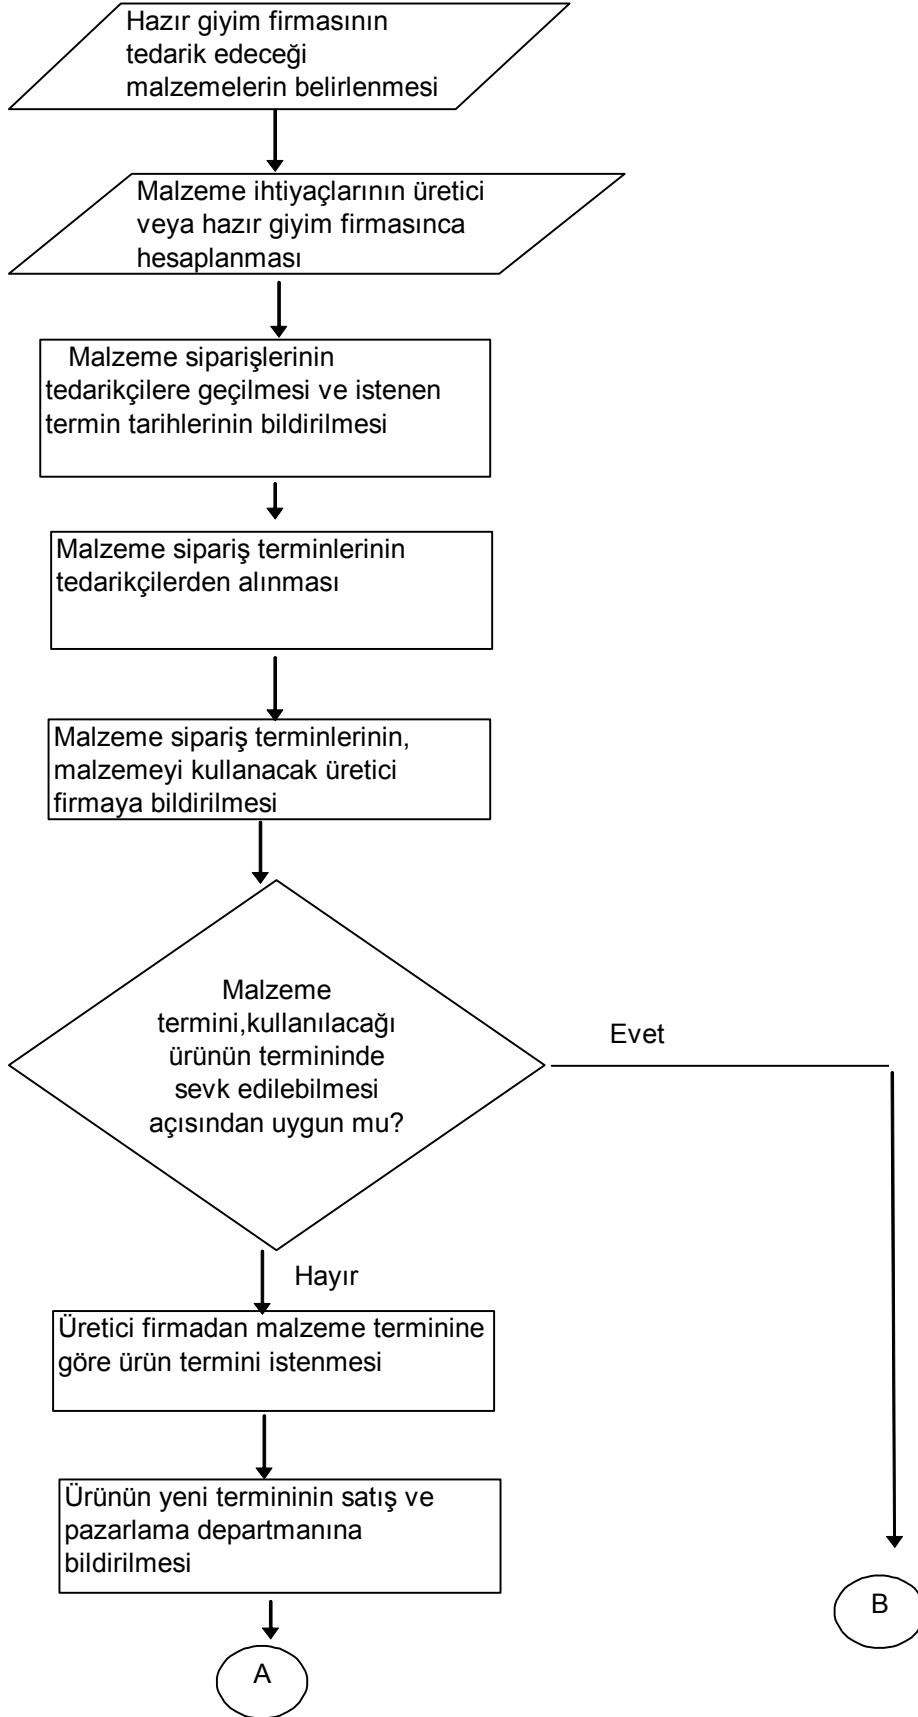 Hazır giyim firmasının
tedarik edeceği
malzemelerin belirlenmesi
Malzeme ihtiyaçlarının üretici
veya hazır giyim firmasınca
hesaplanması
Malzeme siparişlerinin
tedarikçilere geçilmesi ve istenen
termin tarihlerinin bildirilmesi
Malzeme sipariş terminlerinin
tedarikçilerden alınması
Malzeme sipariş terminlerinin,
malzemeyi kullanacak üretici
firmaya bildirilmesi
Malzeme
termini,kullanılacağı
ürünün termininde
sevk edilebilmesi
açısından uygun mu?
Evet
Hayır
Üretici firmadan malzeme terminine
göre ürün termini istenmesi
Ürünün yeni termininin satış ve
pazarlama departmanına
bildirilmesi
B
A